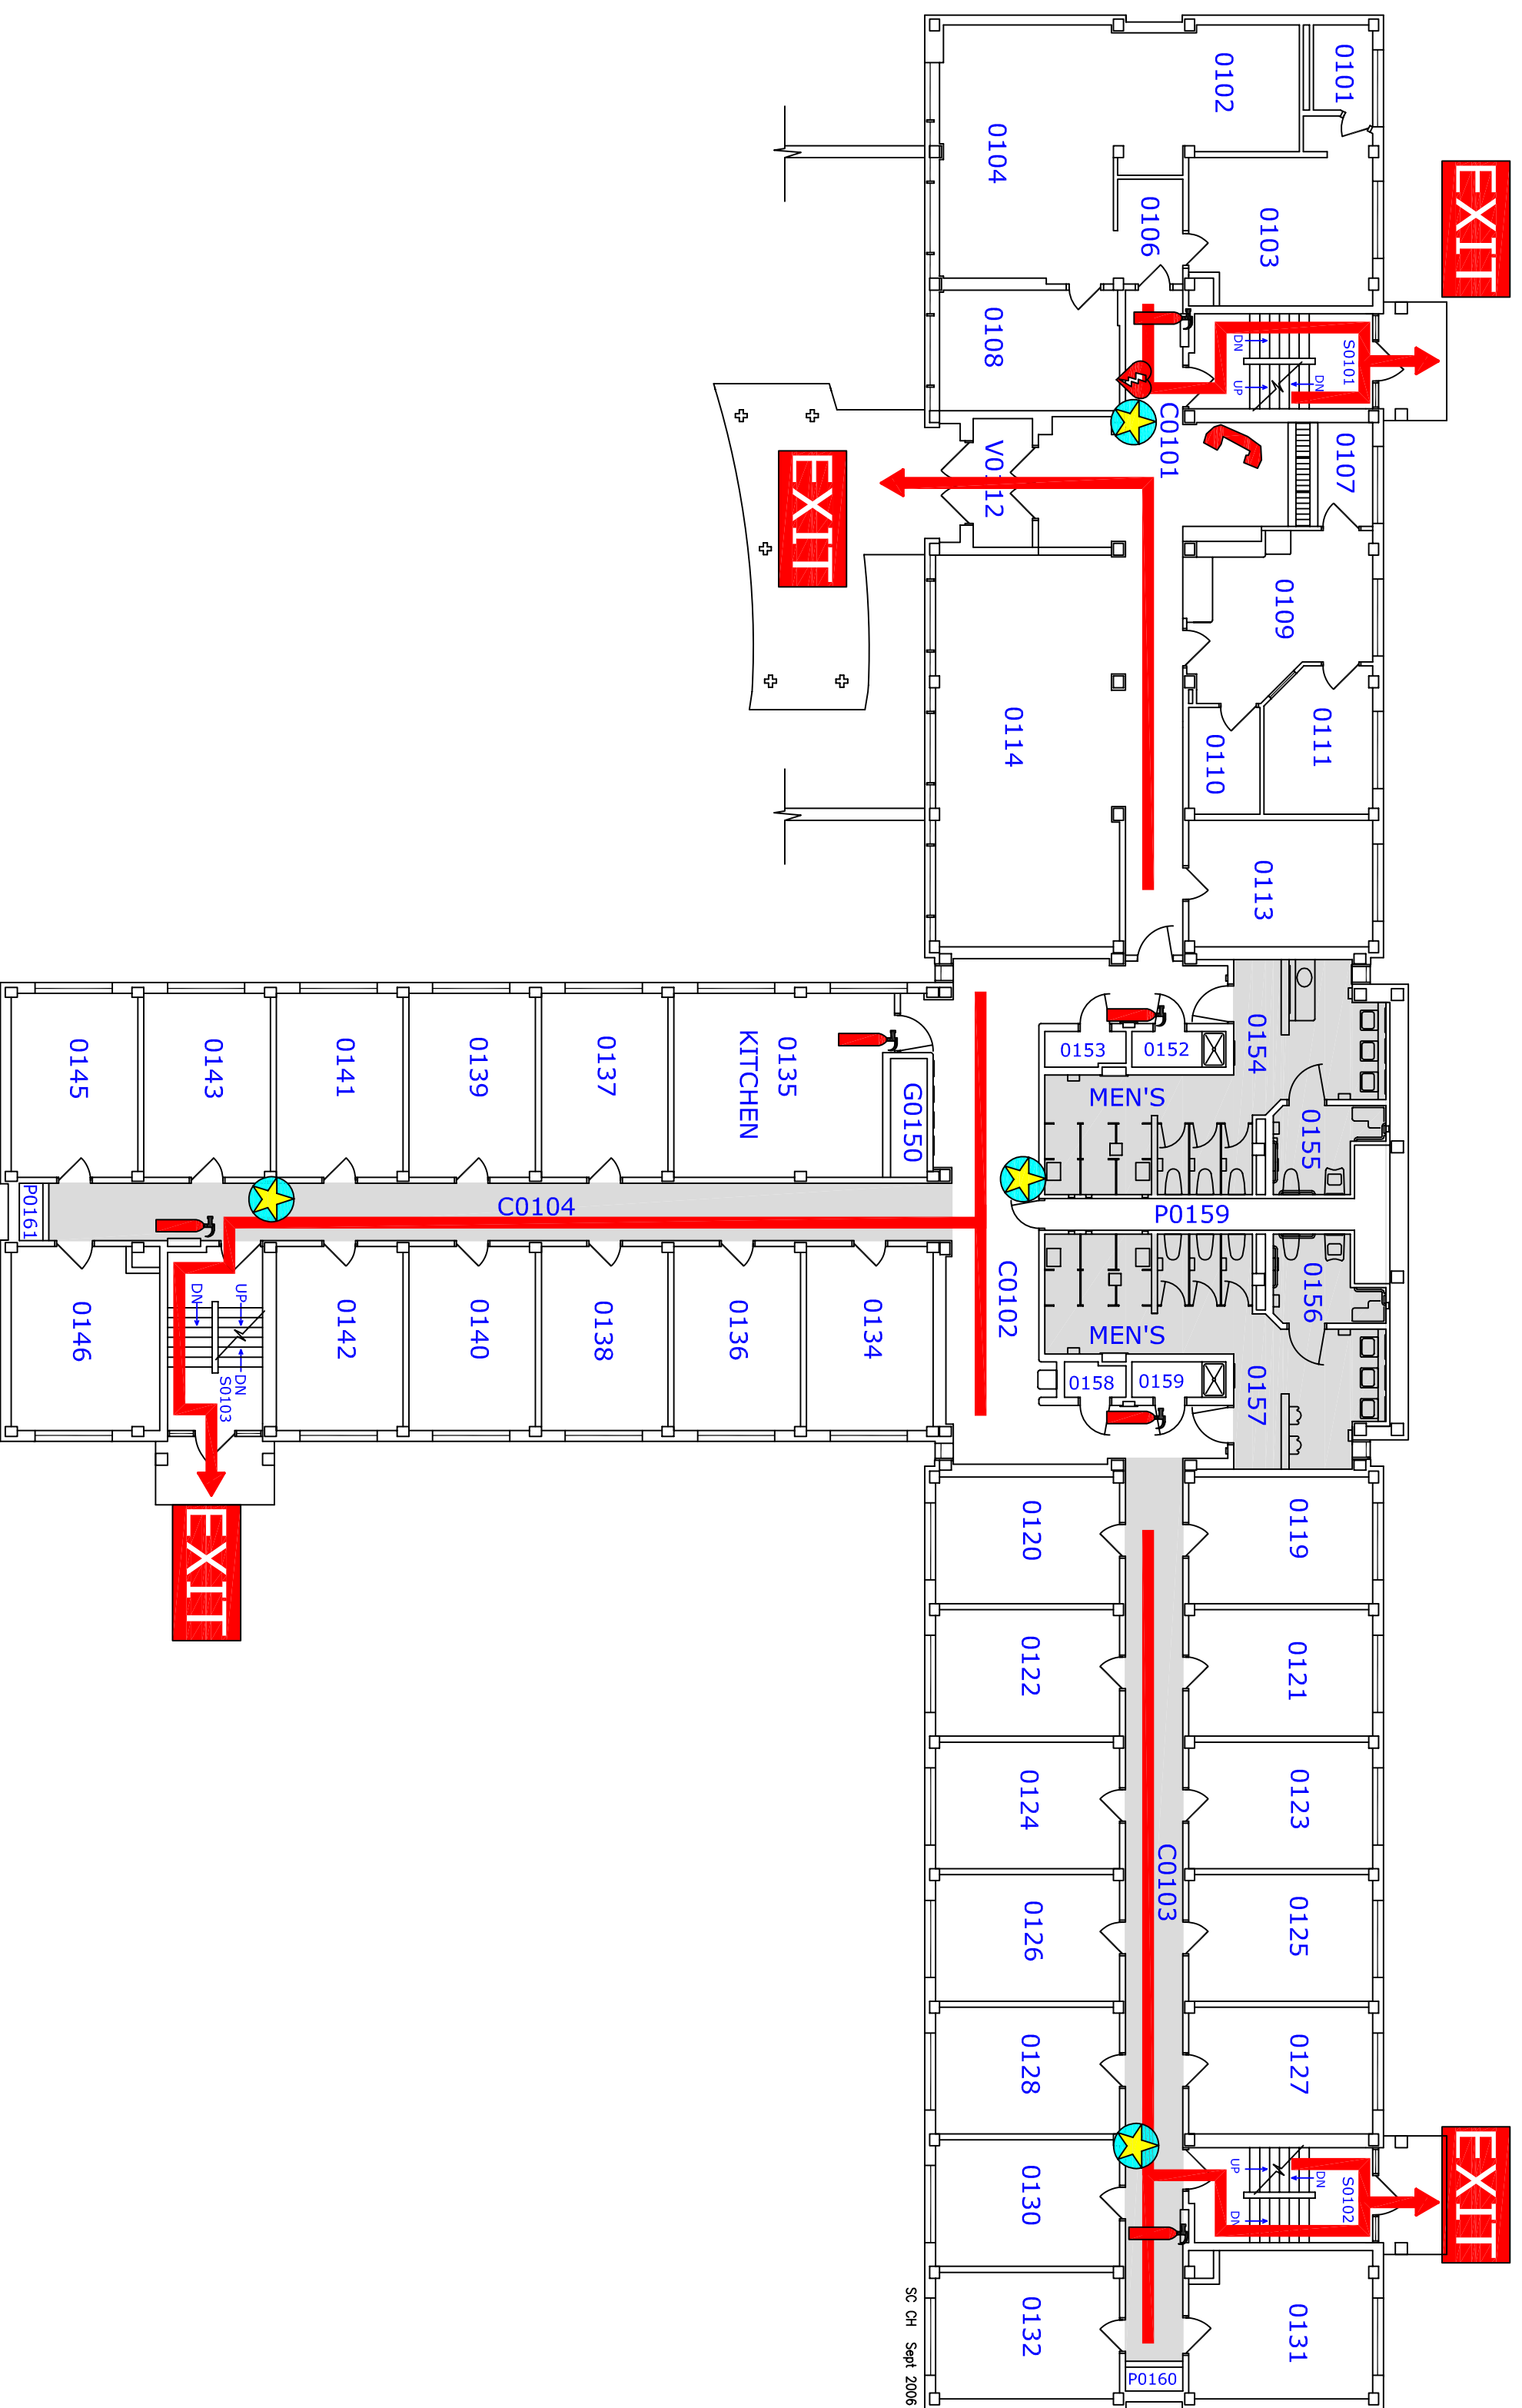 0101
0102
EXIT
0104
0103
0106
0108
DN
UP
DN
S0101
C0101
0107
V0112
EXIT
0109
0114
0111
0110
0113
0154
0153
0152
MEN'S
0155
P0159
0135
KITCHEN
G0150
0137
0139
0141
0143
0145
C0104
P0161
C0102
0156
MEN'S
0157
0158
0159
0134
0136
0138
0140
0142
0146
UP
DN
DN
S0103
EXIT
0120
0119
0122
0121
0124
0123
C0103
0126
0125
0128
0127
0130
UP
DN
DN
S0102
EXIT
0132
0131
P0160
SC CH Sept 2006